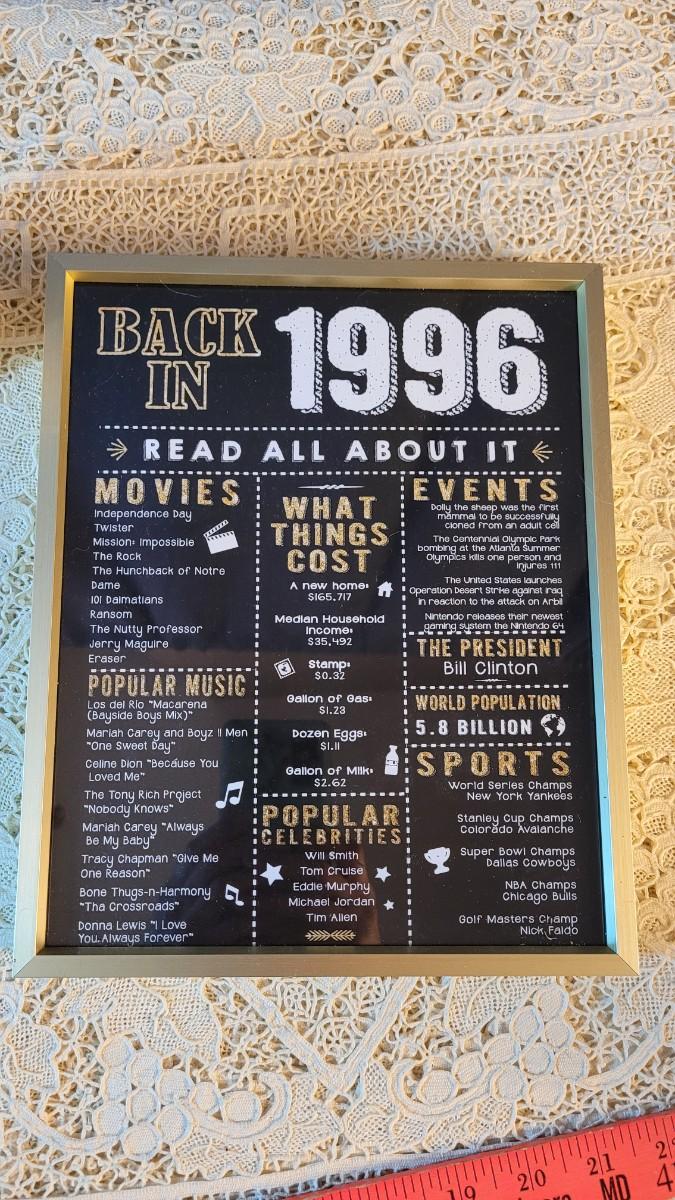 BACK
IN
1996
READ ALL ABOUT IT
MOVIES
Independence Day
Twister
Mission: Impossible
The Rock
The Hunchback of Notre
Dame
101 Dalmatians
Ransom
The Nutty Professor
Jerry Maguire
Eraser
POPULAR MUSIC
Los del Rio "Macarena
(Bayside Boys Mix)"
Mariah Carey and Boyz II Men
"One Sweet Day"
Celine Dion "Because You
Loved Me"
The Tony Rich Project
"Nobody Knows"
Mariah Carey "Always
Be My Baby"
Tracy Chapman "Give Me
One Reason"
Bone Thugs-n-Harmony
"Tha Crossroads"
Donna Lewis "I Love
You Always Forever"
WHAT
THINGS
COST
A new home:
$165,717
Median Household
Income:
$35,492
Stamp:
$0.32
Gallon of Gas:
$1.23
Dozen Eggs:
$1.11
Gallon of Milk:
$2.62
POPULAR
CELEBRITIES
Will Smith
Tom Cruise
Eddie Murphy
Michael Jordan
Tim Allen
EVENTS
Dolly the sheep was the first
mammal to be successfully
cloned from an adult cell
The Centennial Olympic Park
bombing at the Atlanta Summer
Olympics kills one person and
injures 111
The United States launches
Operation Desert Strike against Iraq
in reaction to the attack on Arbil
Nintendo releases their newest
gaming system the Nintendo 64
THE PRESIDENT
Bill Clinton
WORLD POPULATION
5.8 BILLION
SPORTS
World Series Champs
New York Yankees
Stanley Cup Champs
Colorado Avalanche
Super Bowl Champs
Dallas Cowboys
NBA Champs
Chicago Bulls
Golf Masters Champ
Nick Faldo
19 20 21
MD